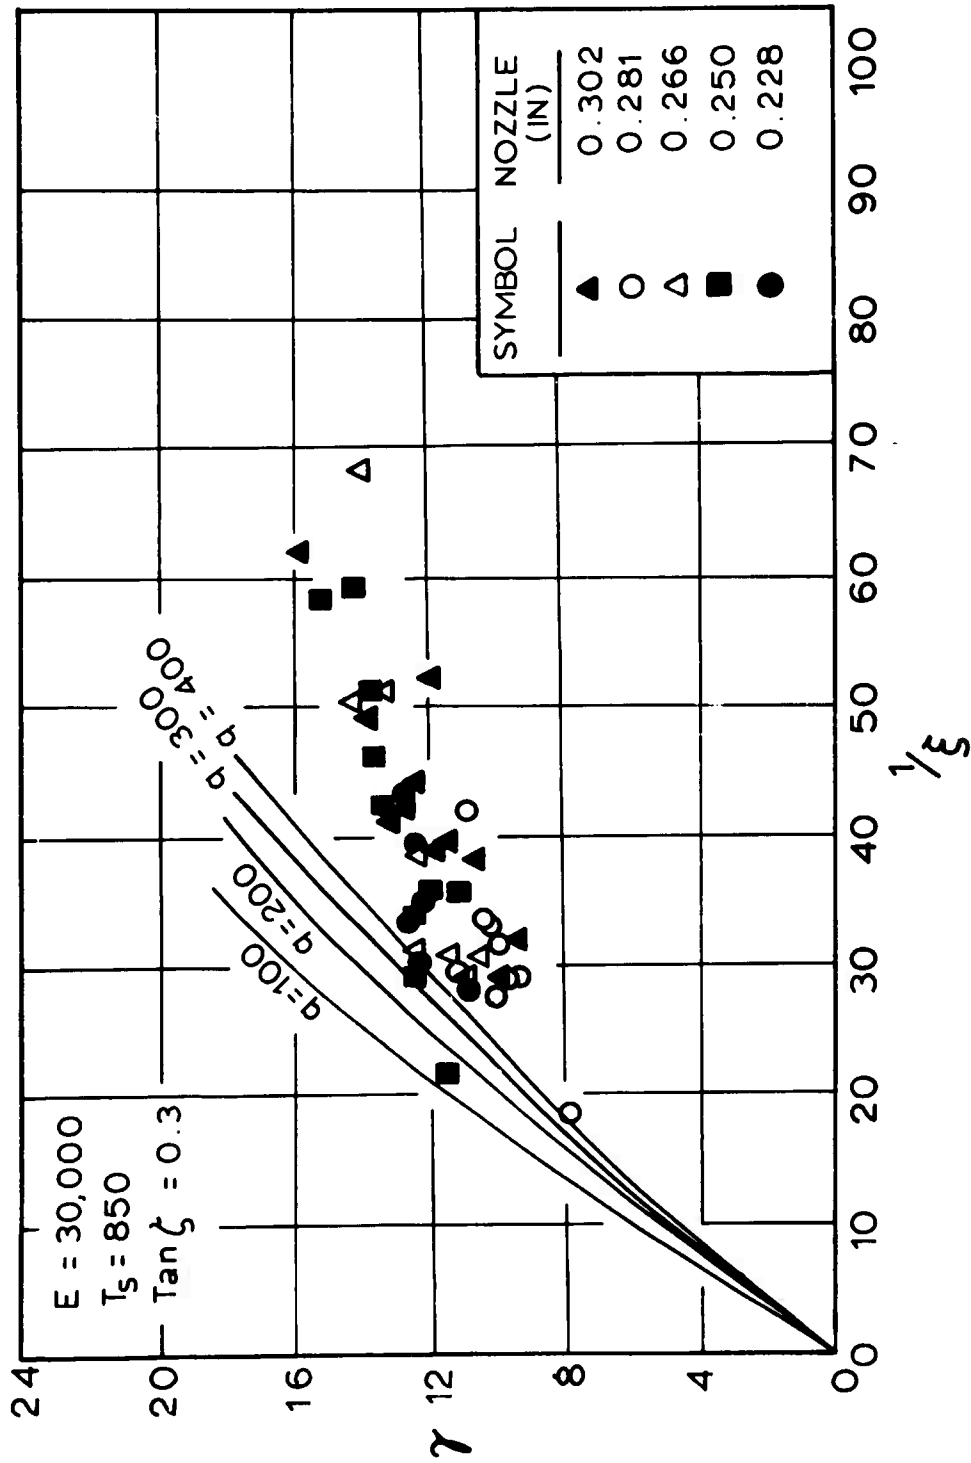 24
20
16
12
8
4
0
γ
E = 30,000
Ts = 850
Tan ζ = 0.3
q=100
q=200
q=300
q = 400
SYMBOL NOZZLE
(IN)
▲ 0.302
○ 0.281
△ 0.266
■ 0.250
● 0.228
0 10 20 30 40 50 60 70 80 90 100
1/ξ